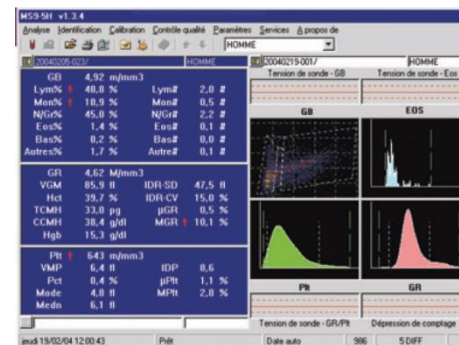 MS9-5H v1.3.4
Analyse Identification Calibration Contrôle qualité Paramètres Services A propos de
HOMME
20040205-023/ HOMME
20040219-001/ HOMME
GB 4,92 m/mm3
Lym% 40,8 % Lym# 2,0 #
Mon% 10,9 % Mon# 0,5 #
N/Gr% 45,0 % N/Gr# 2,2 #
Eos% 1,4 % Eos# 0,1 #
Bas% 0,2 % Bas# 0,0 #
Autres% 1,7 % Autre# 0,1 #
GR 4,62 M/mm3
VGM 85,9 fl IDR-SD 47,5 fl
Hct 39,7 % IDR-CV 15,0 %
TCMH 33,0 pg µGR 0,5 %
CCMH 38,4 g/dl MGR 10,1 %
Hgb 15,3 g/dl
Plt 643 m/mm3
VMP 6,4 fl IDP 8,6
Pct 0,4 % µPlt 1,1 %
Mode 4,8 fl MPlt 2,0 %
Medn 6,1 fl
Tension de sonde - GB Tension de sonde - Eos
GB EOS
Plt GR
Tension de sonde - GR/Plt Dépression de comptage
jeudi 19/02/04 12:00:43 Prêt Date auto 986 5 DIFF